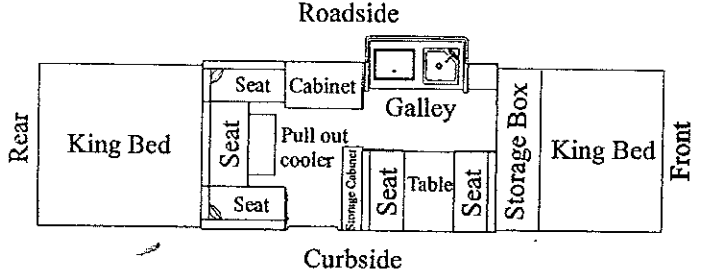 Roadside
Seat
Cabinet
Galley
Rear
King Bed
Seat
Pull out
cooler
Storage Cabinet
Seat
Table
Seat
Storage Box
King Bed
Front
Seat
Curbside